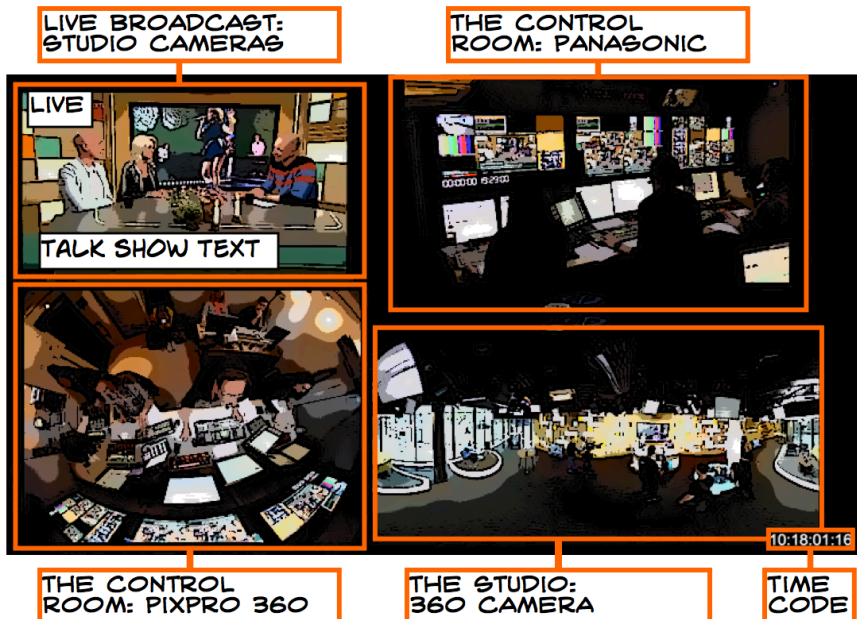 LIVE BROADCAST:
STUDIO CAMERAS
THE CONTROL
ROOM: PANASONIC
LIVE
TALK SHOW TEXT
10:18:01:16
THE CONTROL
ROOM: PIXPRO 360
THE STUDIO:
360 CAMERA
TIME
CODE